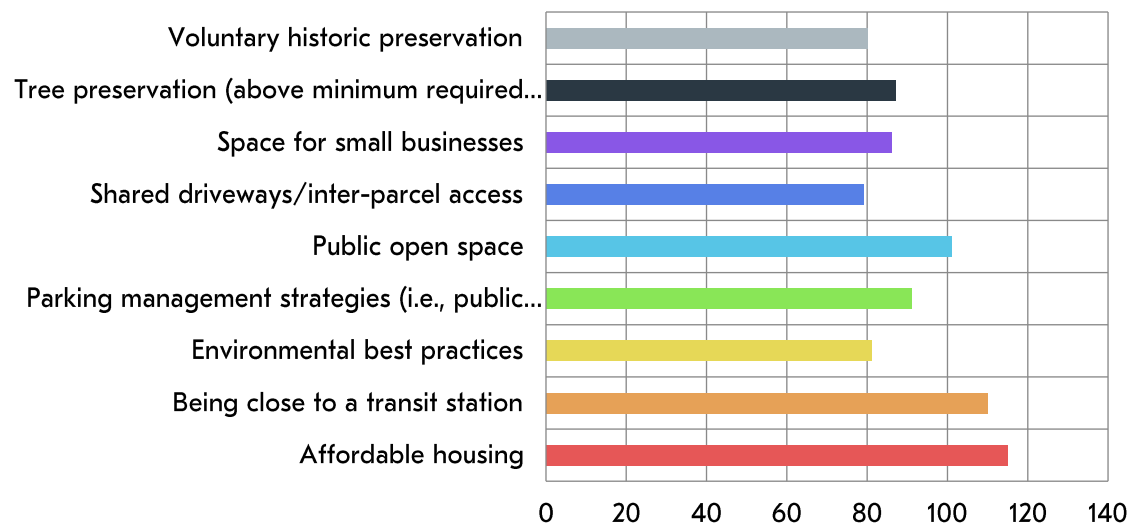 Voluntary historic preservation
Tree preservation (above minimum required...
Space for small businesses
Shared driveways/inter-parcel access
Public open space
Parking management strategies (i.e., public...
Environmental best practices
Being close to a transit station
Affordable housing
0 20 40 60 80 100 120 140